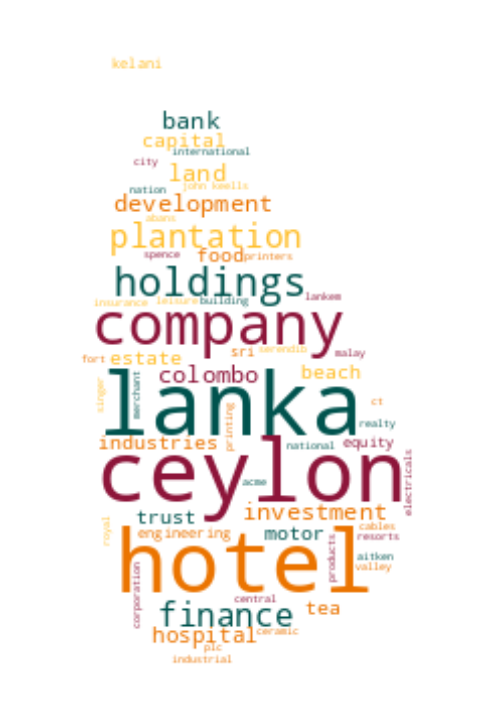 kelani
bank
capital
international
city
land
nation
john keells
development
abans
plantation
spence
food
printers
holdings
lankem
insurance
leisure
building
company
sri
serendib
malay
fort
estate
colombo
beach
singer
merchant
lanka
ct
printing
realty
industries
national
equity
ceylon
electricals
acme
investment
trust
royal
engineering
motor
cables
resorts
products
hotel
aitken
valley
corporation
central
finance
tea
hospital
ceramic
plc
industrial